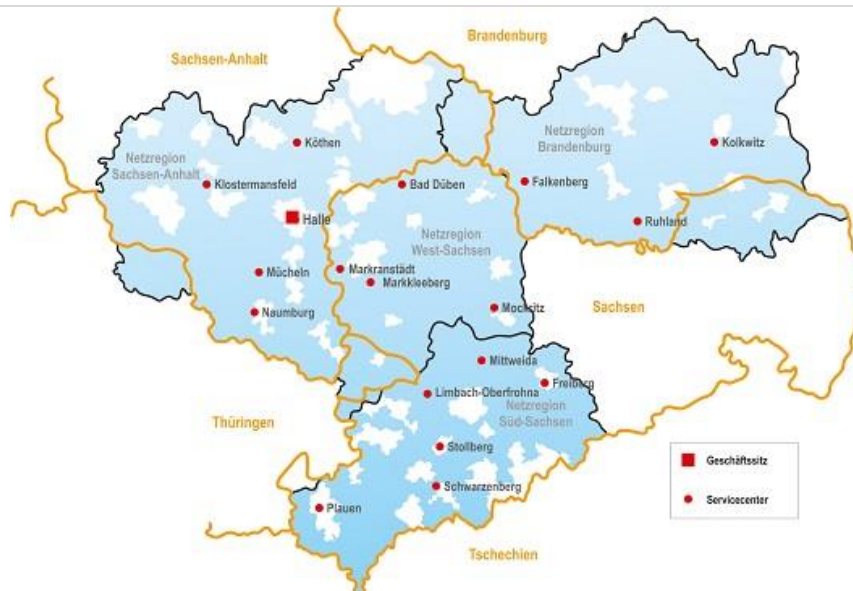 Brandenburg
Sachsen-Anhalt
Netzregion
Sachsen-Anhalt
Köthen
Klostermansfeld
Halle
Mücheln
Naumburg
Netzregion
Brandenburg
Kolkwitz
Falkenberg
Ruhland
Bad Düben
Netzregion
West-Sachsen
Markranstädt
Markkleeberg
Mockritz
Sachsen
Mittweida
Freiberg
Limbach-Oberfrohna
Netzregion
Süd-Sachsen
Stollberg
Schwarzenberg
Plauen
Thüringen
Tschechien
Geschäftssitz
Servicecenter